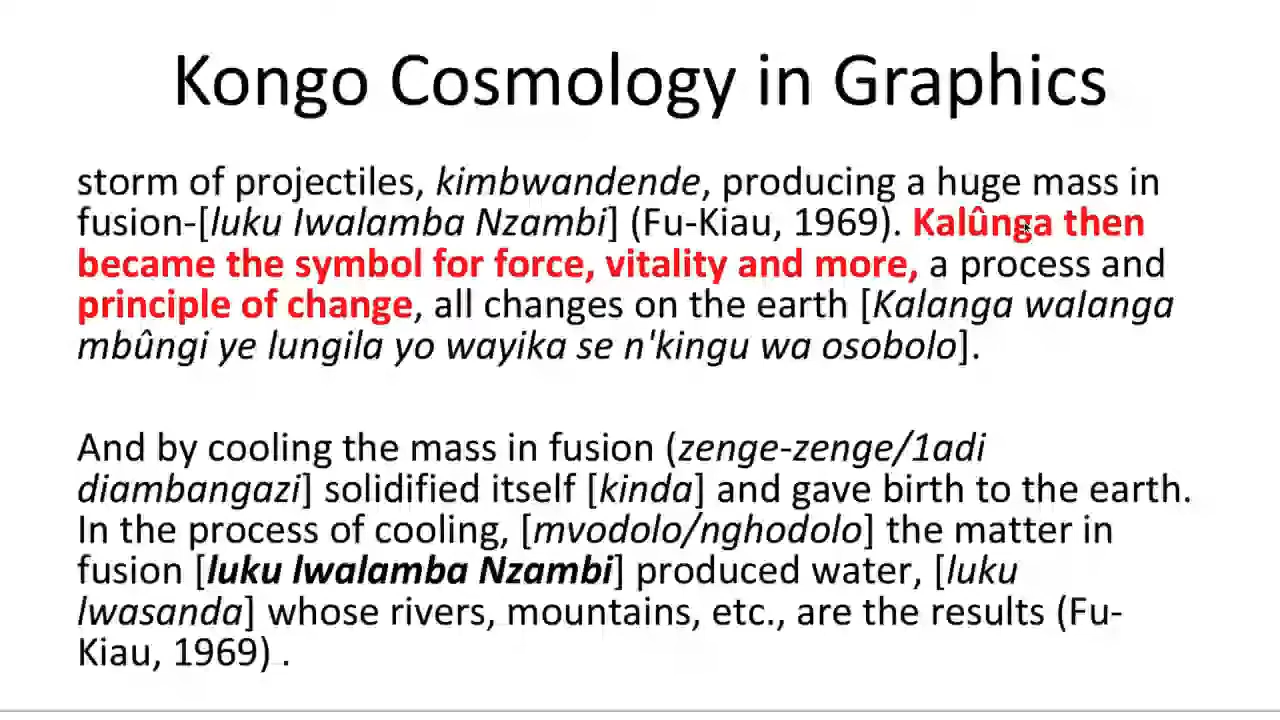 Kongo Cosmology in Graphics
storm of projectiles, kimbwandende, producing a huge mass in
fusion-[luku Iwalamba Nzambi] (Fu-Kiau, 1969). Kalûnga then
became the symbol for force, vitality and more, a process and
principle of change, all changes on the earth [Kalanga walanga
mbûngi ye lungila yo wayika se n'kingu wa osobolo].
And by cooling the mass in fusion (zenge-zenge/1adi
diambangazi] solidified itself [kinda] and gave birth to the earth.
In the process of cooling, [mvodolo/nghodolo] the matter in
fusion [luku lwalamba Nzambi] produced water, [luku
lwasanda] whose rivers, mountains, etc., are the results (Fu-
Kiau, 1969) .